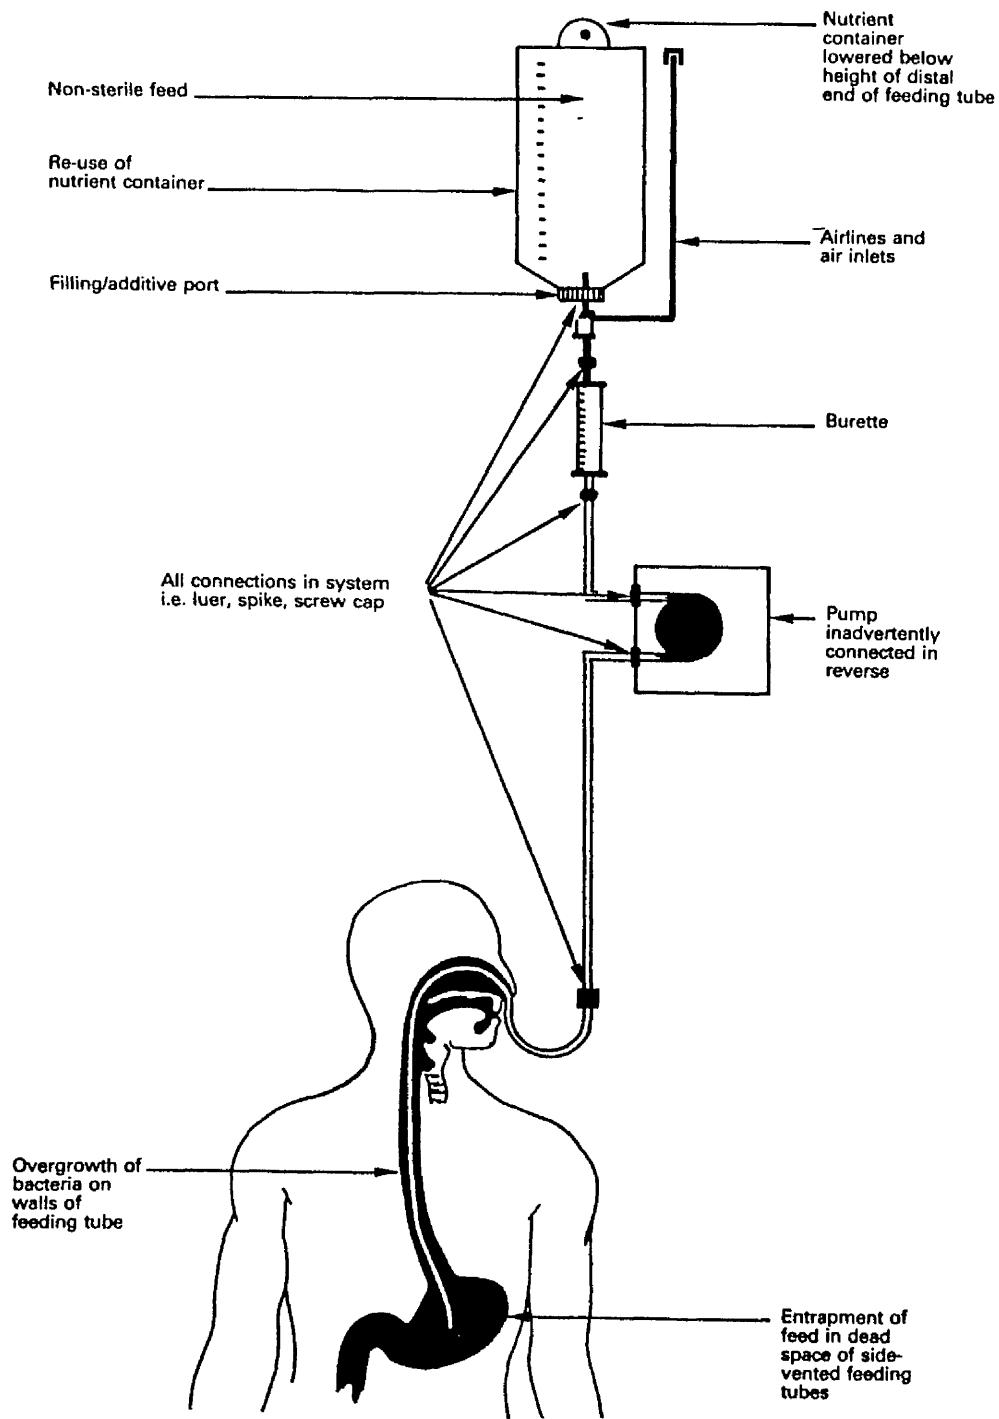 Nutrient
container
lowered below
height of distal
end of feeding tube
Non-sterile feed
Re-use of
nutrient container
Airlines and
air inlets
Filling/additive port
Burette
All connections in system
i.e. luer, spike, screw cap
Pump
inadvertently
connected in
reverse
Overgrowth of
bacteria on
walls of
feeding tube
Entrapment of
feed in dead
space of side-
vented feeding
tubes